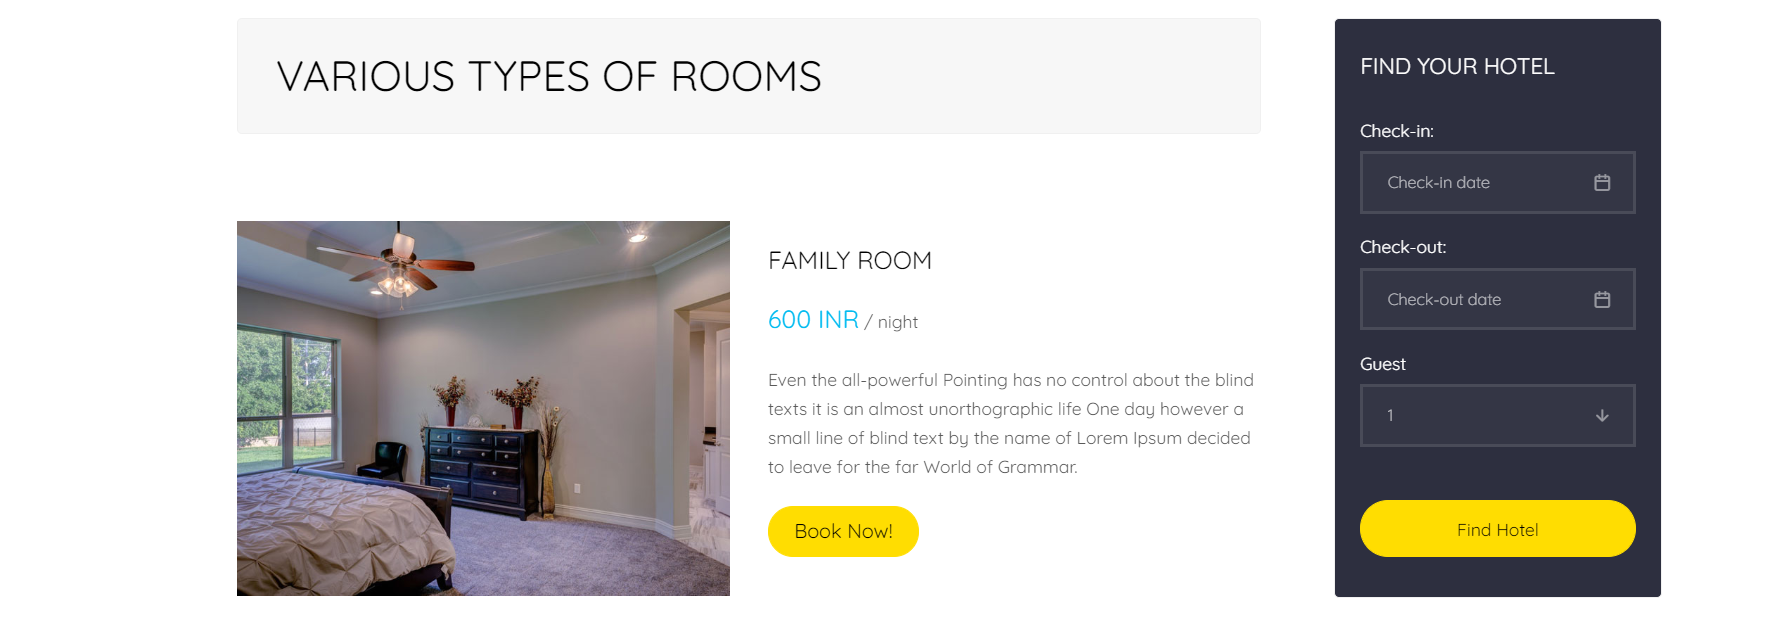 VARIOUS TYPES OF ROOMS
FAMILY ROOM
600 INR / night
Even the all-powerful Pointing has no control about the blind
texts it is an almost unorthographic life One day however a
small line of blind text by the name of Lorem Ipsum decided
to leave for the far World of Grammar.
Book Now!
FIND YOUR HOTEL
Check-in:
Check-in date
Check-out:
Check-out date
Guest
1
Find Hotel